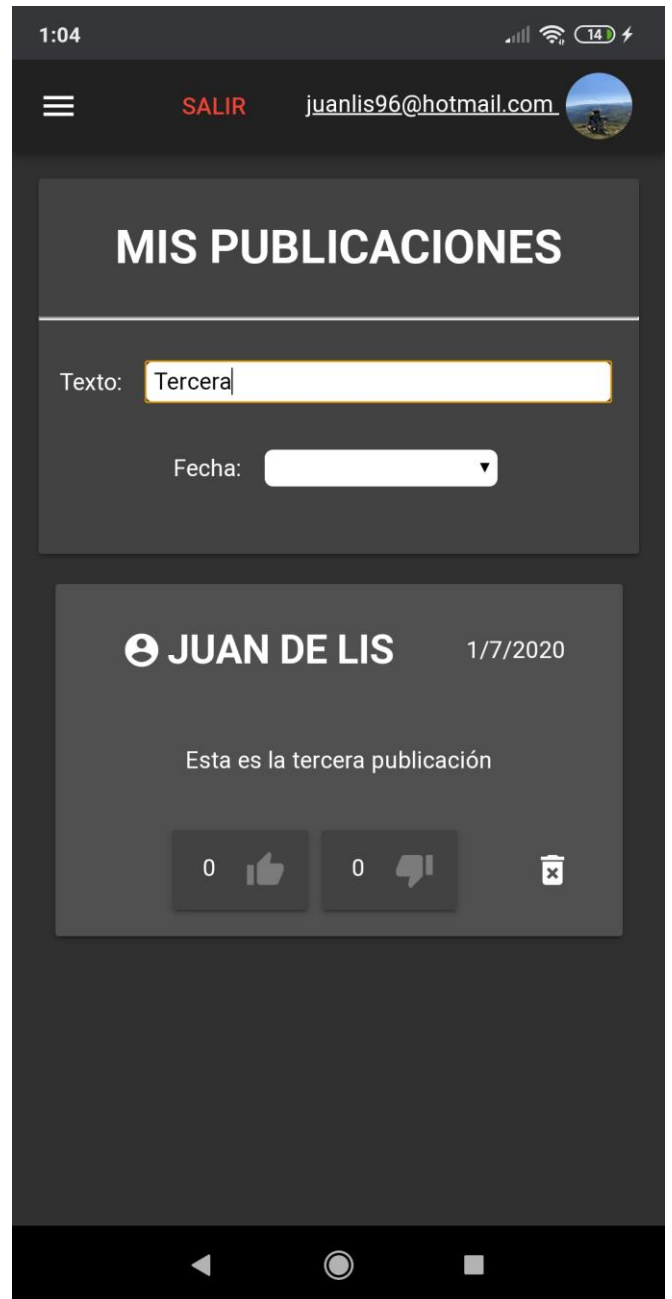 1:04 14
SALIR juanlis96@hotmail.com
MIS PUBLICACIONES
Texto: Tercera
Fecha:
JUAN DE LIS 1/7/2020
Esta es la tercera publicación
0 0